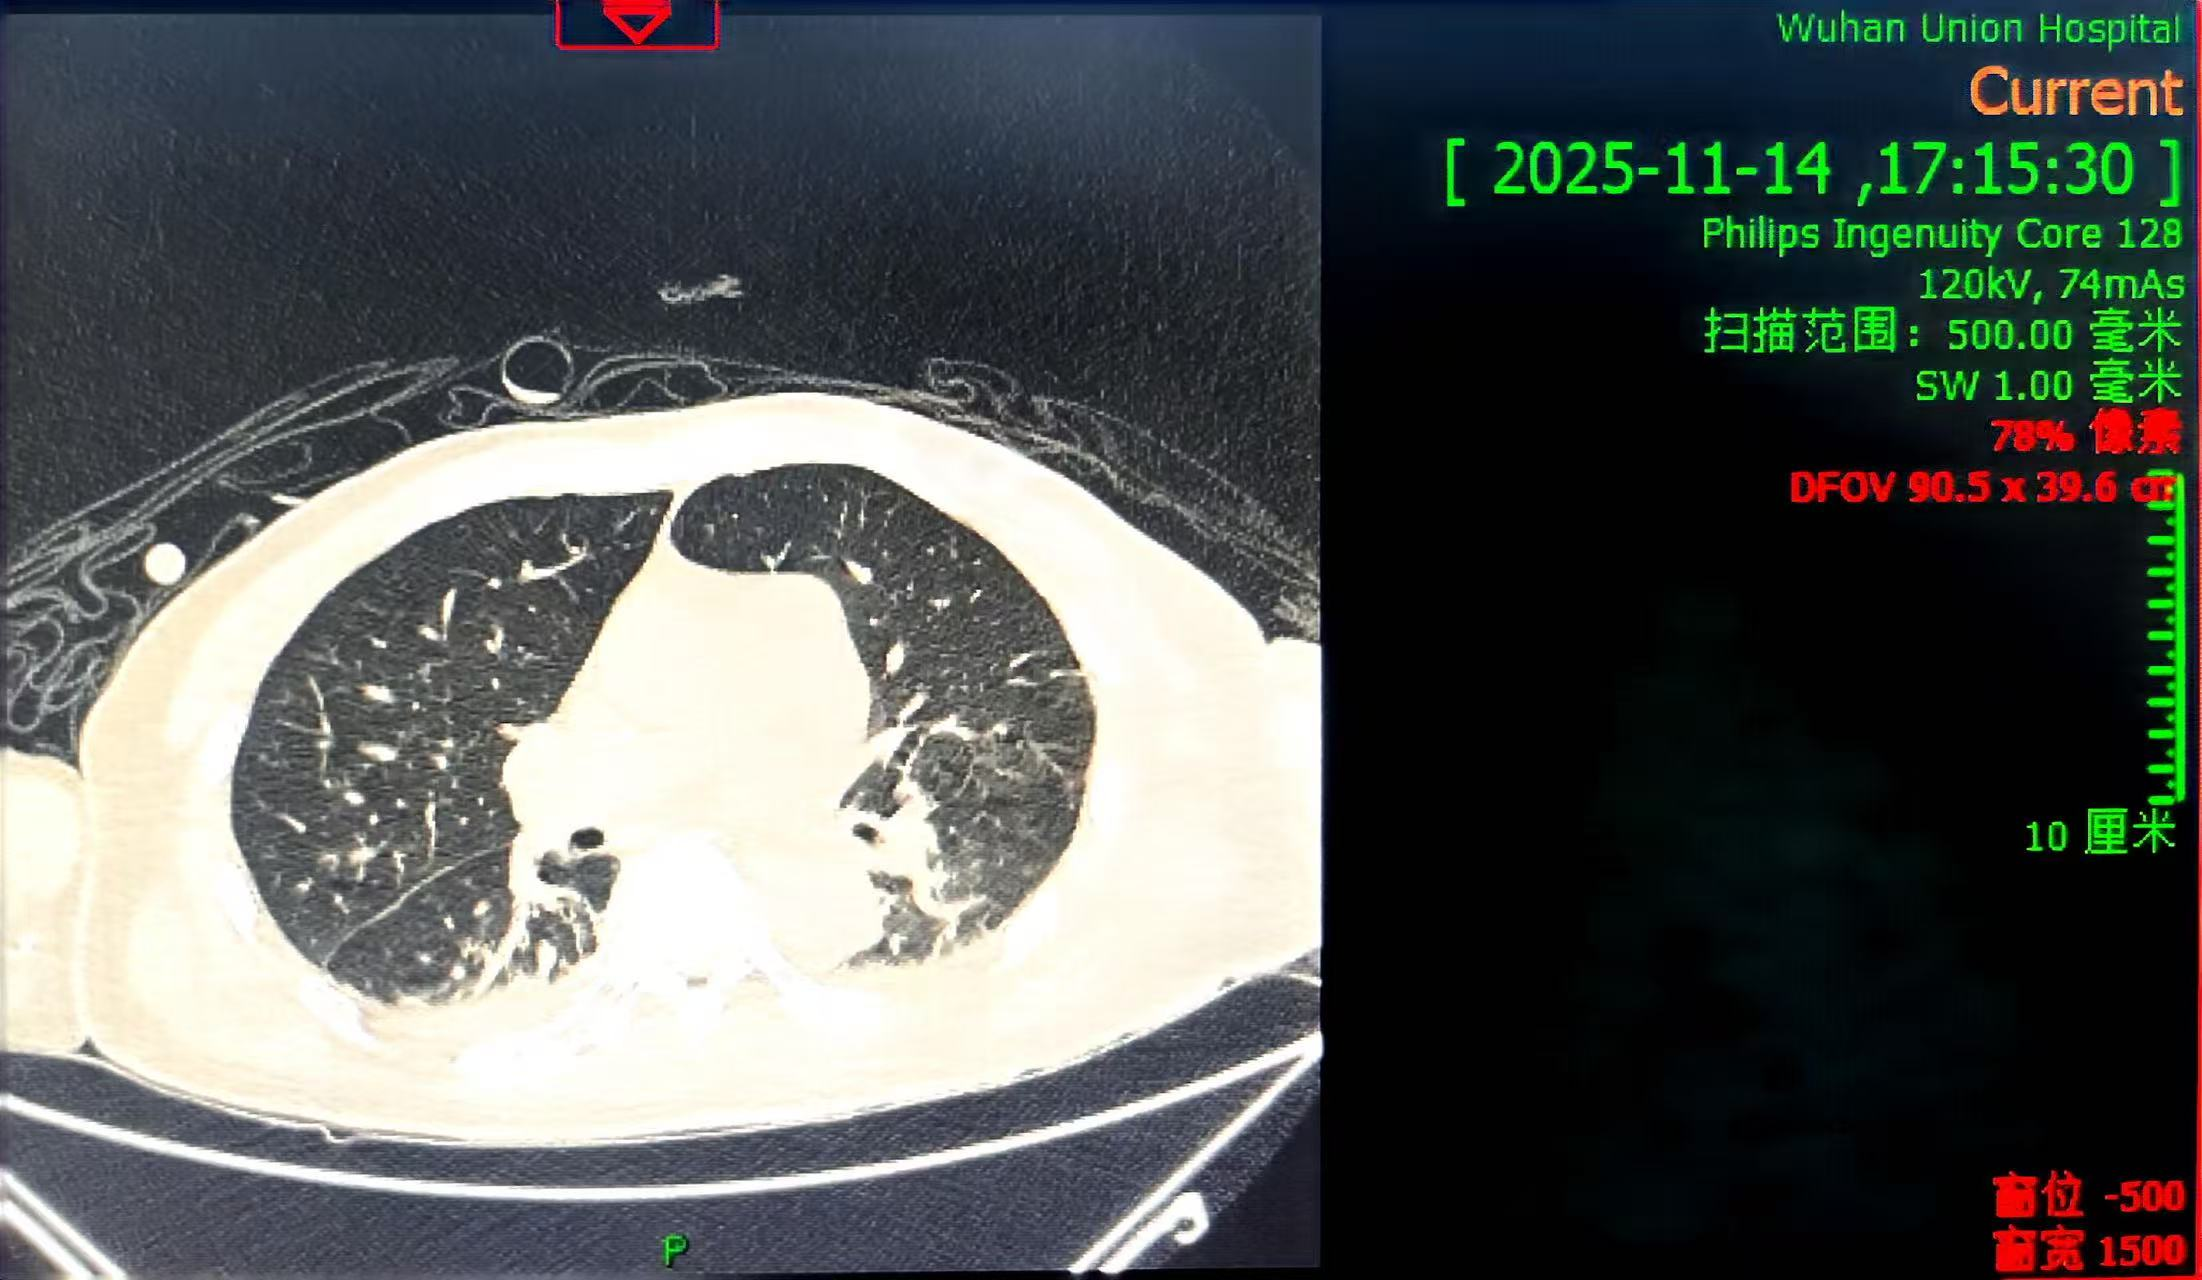 Wuhan Union Hospital
Current
[ 2025-11-14 ,17:15:30 ]
Philips Ingenuity Core 128
120kV, 74mAs
扫描范围： 500.00 毫米
SW 1.00 毫米
78% 像素
DFOV 90.5 x 39.6 cm
10 厘米
窗位 -500
窗宽 1500
P